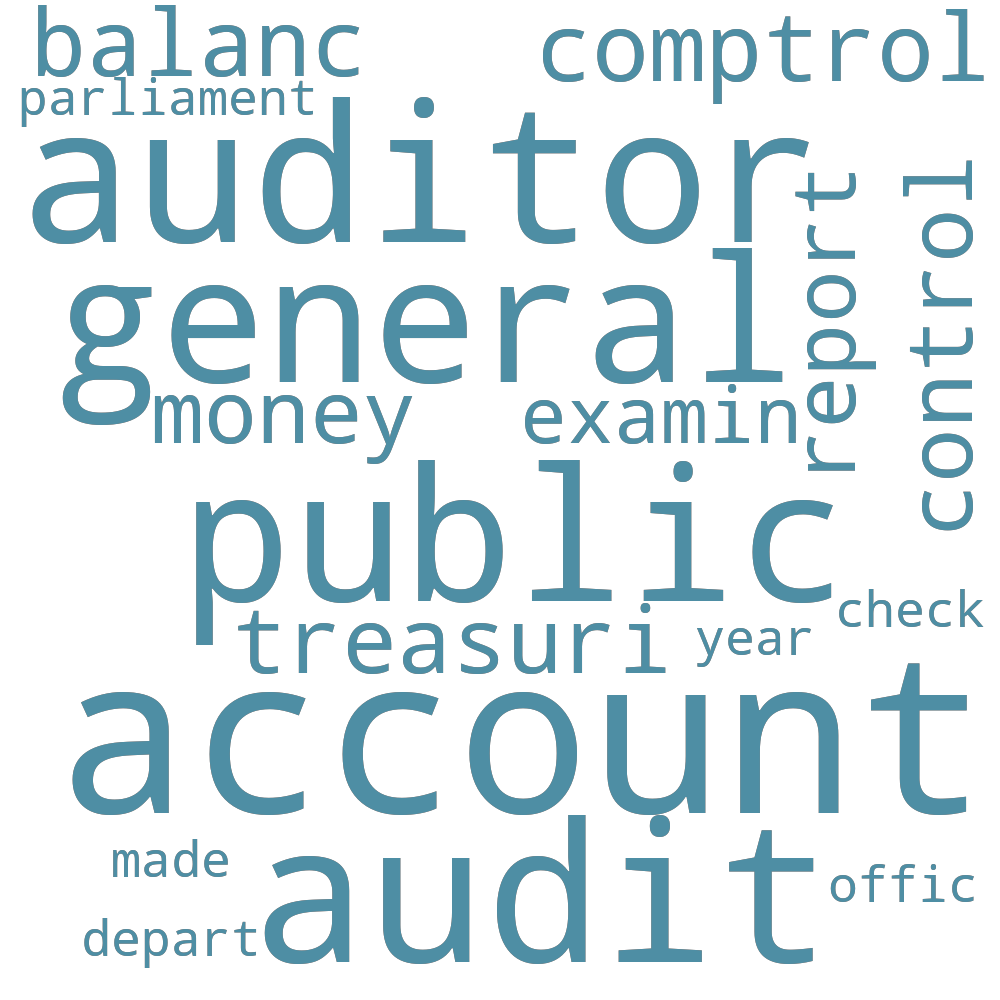 balanc
comptrol
parliament
auditor
report
control
general
money
examin
public
check
treasuri
year
account
made
audit
offic
depart